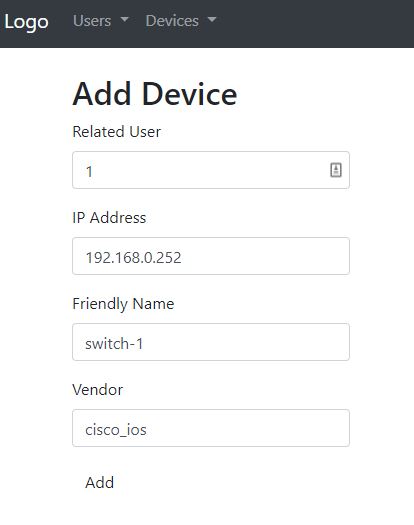 Logo Users Devices
Add Device
Related User
1
IP Address
192.168.0.252
Friendly Name
switch-1
Vendor
cisco_ios
Add